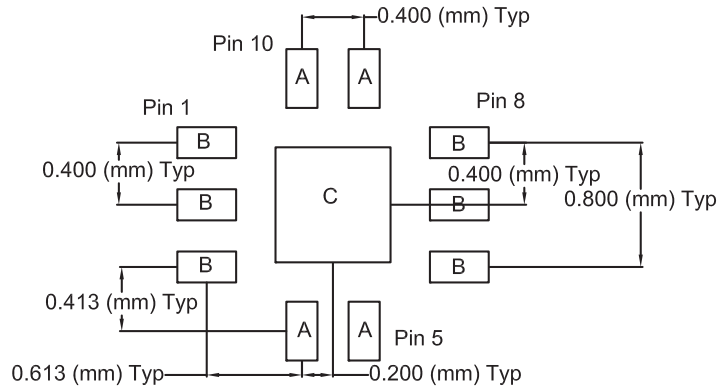 0.400 (mm) Typ
Pin 10
A A
Pin 1
Pin 8
B
B
0.400 (mm) Typ
0.400 (mm) Typ
C
0.800 (mm) Typ
B
B
B
B
0.413 (mm) Typ
A A
Pin 5
0.613 (mm) Typ
0.200 (mm) Typ